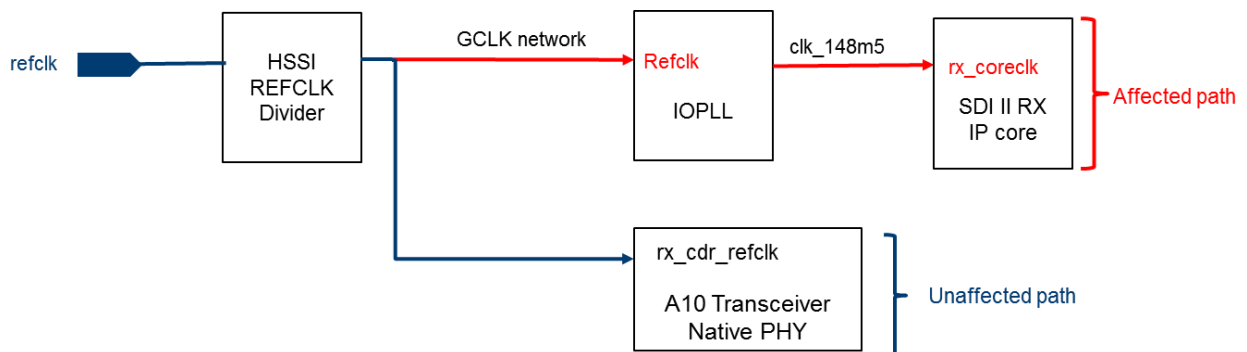 refclk
HSSI
REFCLK
Divider
GCLK network
Refclk
IOPLL
clk_148m5
rx_coreclk
SDI II RX
IP core
Affected path
rx_cdr_refclk
A10 Transceiver
Native PHY
Unaffected path